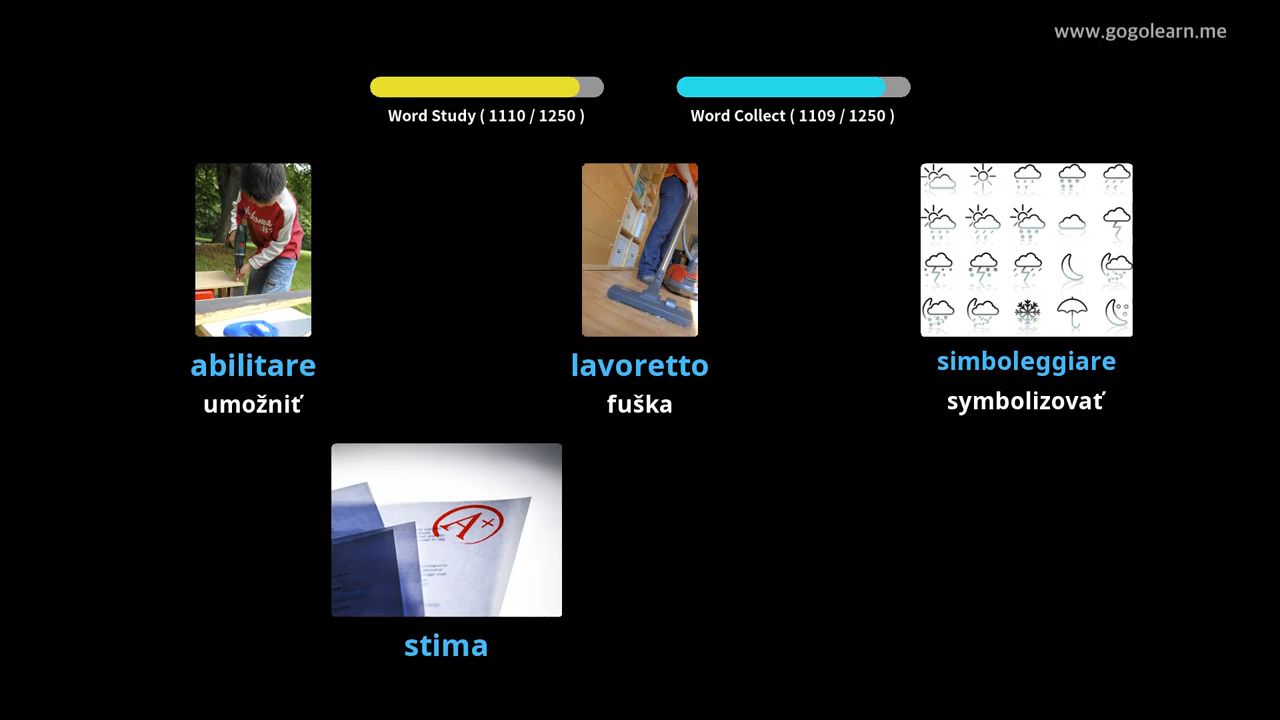 www.gogolearn.me
Word Study ( 1110 / 1250 )
Word Collect ( 1109 / 1250 )
abilitare
umožniť
lavoretto
fuška
simboleggiare
symbolizovať
A+
stima